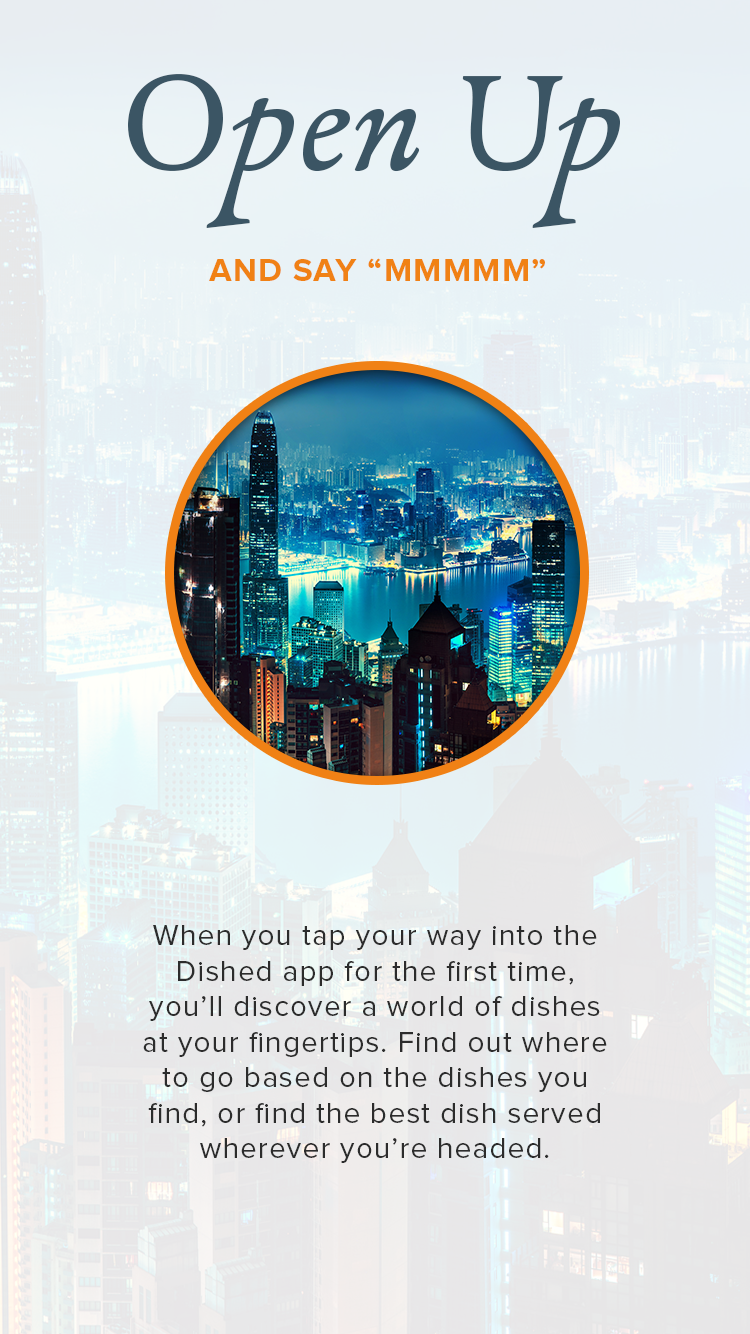 Open Up
AND SAY “MMMMM”
When you tap your way into the
Dished app for the first time,
you’ll discover a world of dishes
at your fingertips. Find out where
to go based on the dishes you
find, or find the best dish served
wherever you’re headed.